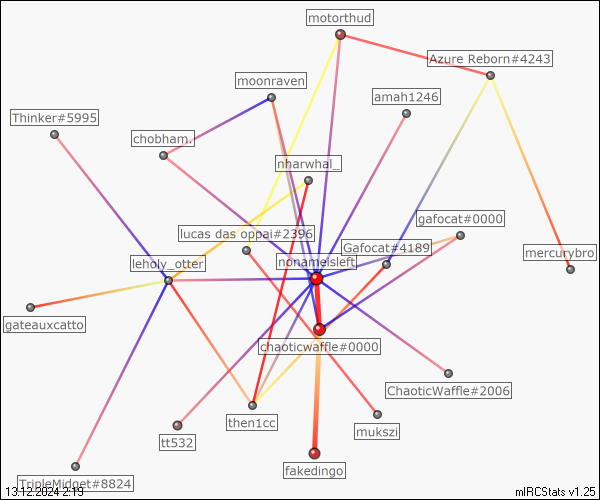 motorthud
Azure Reborn#4243
moonraven
amah1246
Thinker#5995
chobham.
nharwhal_
gafocat#0000
lucas das oppai#2396
Gafocat#4189
mercurybro
leholy_otter
nonameisleft
gateauxcatto
chaoticwaffle#0000
ChaoticWaffle#2006
then1cc
mukszi
tt532
fakedingo
TripleMidget#8824
13.12.2024 2:19
mIRCStats v1.25